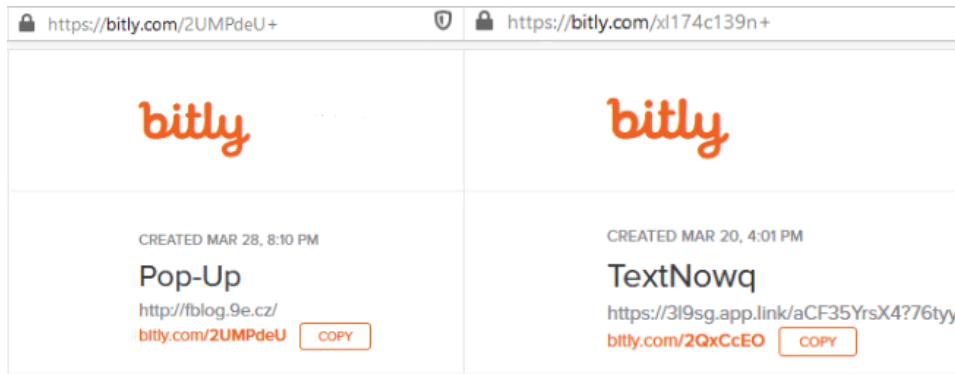 https://bitly.com/2UMPdeU+
bitly
CREATED MAR 28, 8:10 PM
Pop-Up
http://fblog.9e.cz/
bitly.com/2UMPdeU COPY
https://bitly.com/xl174c139n+
bitly
CREATED MAR 20, 4:01 PM
TextNowq
https://3l9sg.app.link/aCF35YrsX4?76tyy
bitly.com/2QxCcEO COPY